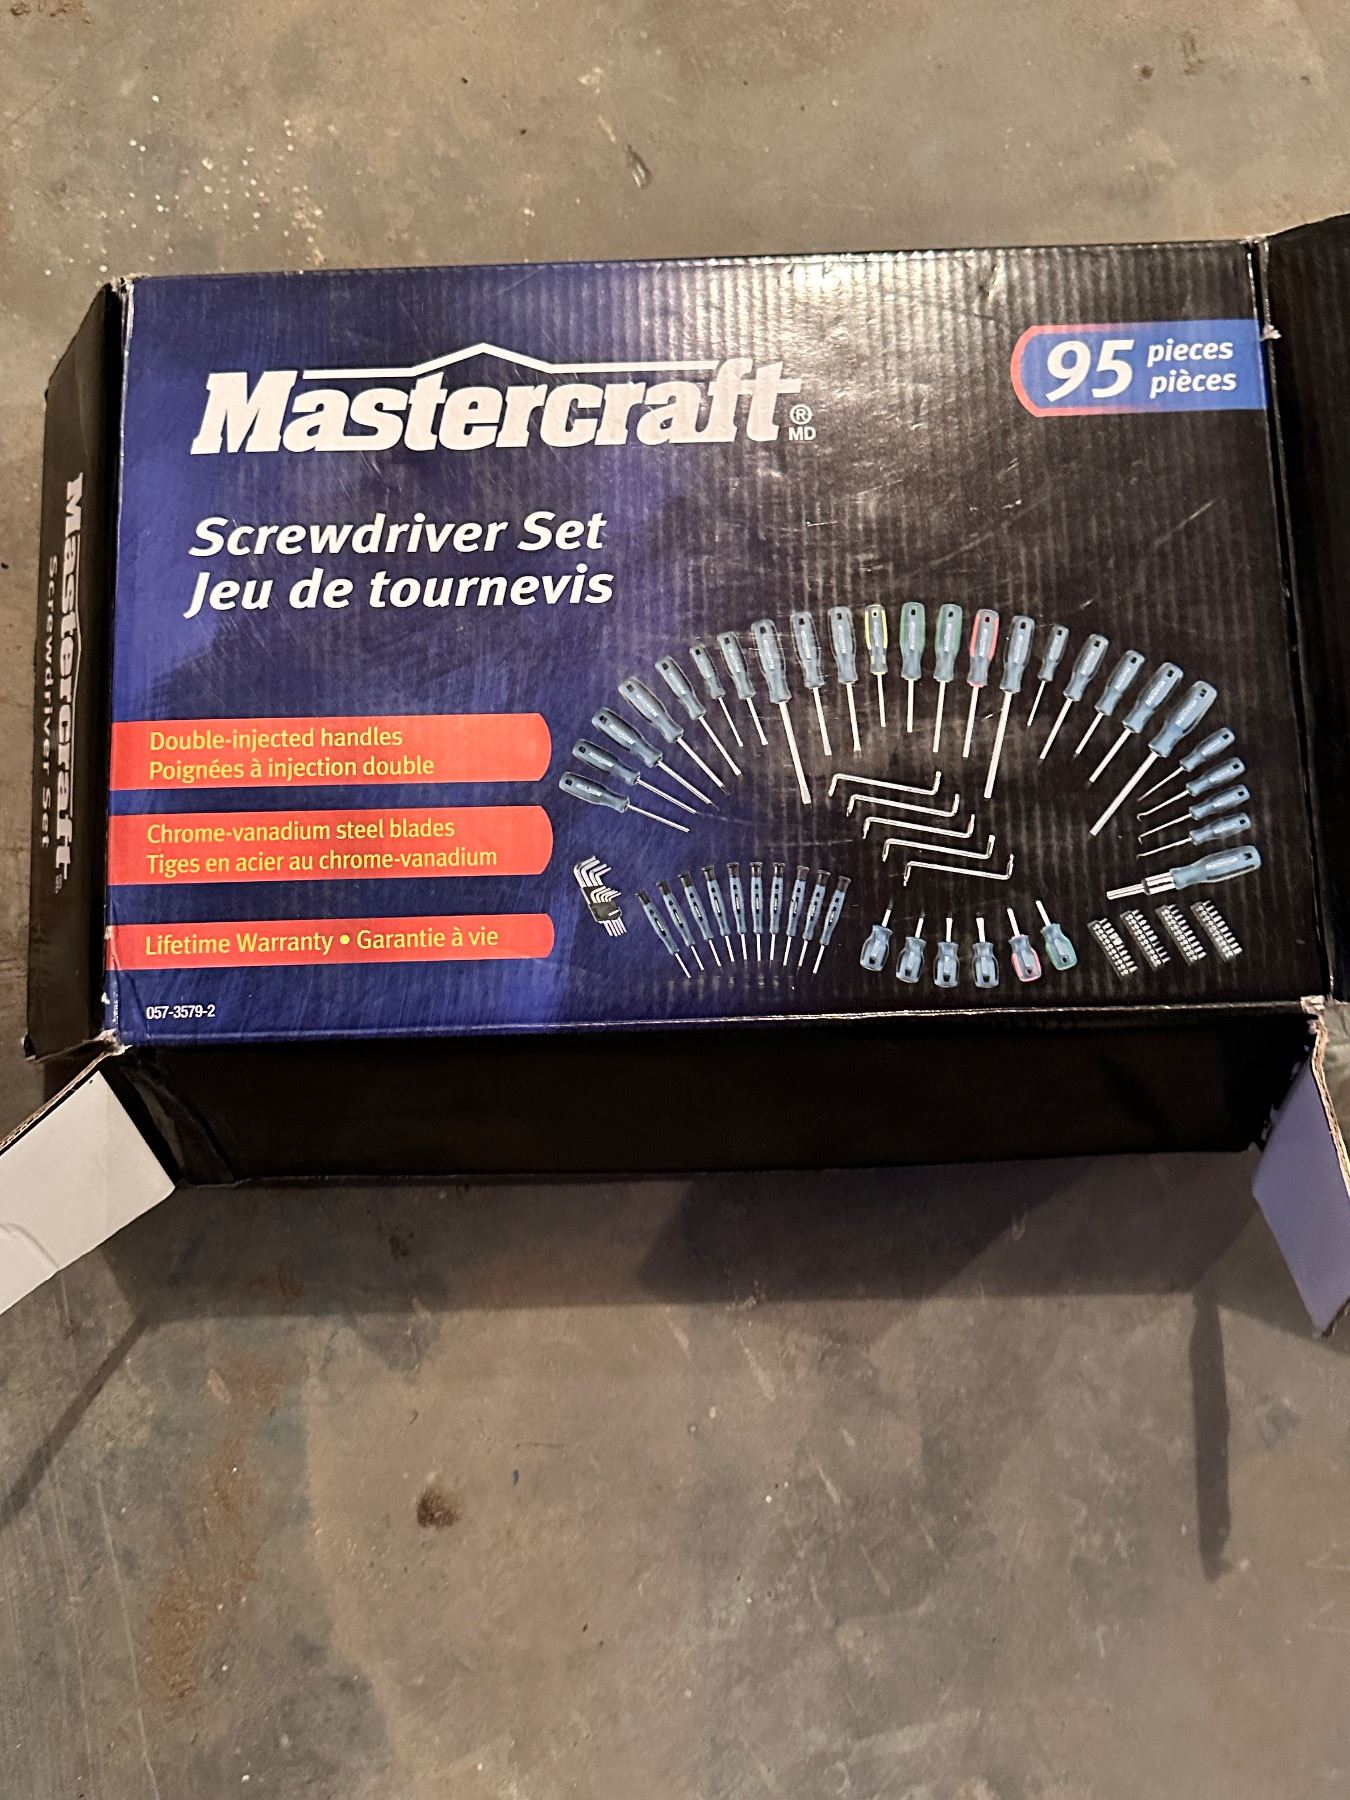 Mastercraft
®
MD
95 pieces
pièces
Screwdriver Set
Jeu de tournevis
Double-injected handles
Poignées à injection double
Chrome-vanadium steel blades
Tiges en acier au chrome-vanadium
Lifetime Warranty • Garantie à vie
057-3579-2
Mastercraft
Screwdriver Set